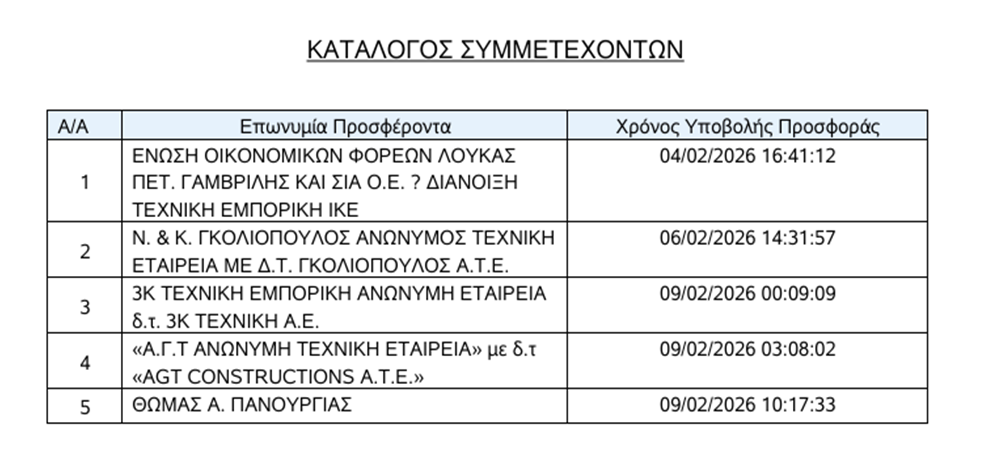 ΚΑΤΑΛΟΓΟΣ ΣΥΜΜΕΤΕΧΟΝΤΩΝ
Α/Α Επωνυμία Προσφέροντα Χρόνος Υποβολής Προσφοράς
1 ΕΝΩΣΗ ΟΙΚΟΝΟΜΙΚΩΝ ΦΟΡΕΩΝ ΛΟΥΚΑΣ 04/02/2026 16:41:12
ΠΕΤ. ΓΑΜΒΡΙΛΗΣ ΚΑΙ ΣΙΑ Ο.Ε. ? ΔΙΑΝΟΙΞΗ
ΤΕΧΝΙΚΗ ΕΜΠΟΡΙΚΗ ΙΚΕ
2 Ν. & Κ. ΓΚΟΛΙΟΠΟΥΛΟΣ ΑΝΩΝΥΜΟΣ ΤΕΧΝΙΚΗ 06/02/2026 14:31:57
ΕΤΑΙΡΕΙΑ ΜΕ Δ.Τ. ΓΚΟΛΙΟΠΟΥΛΟΣ Α.Τ.Ε.
3 3Κ ΤΕΧΝΙΚΗ ΕΜΠΟΡΙΚΗ ΑΝΩΝΥΜΗ ΕΤΑΙΡΕΙΑ 09/02/2026 00:09:09
δ.τ. 3Κ ΤΕΧΝΙΚΗ Α.Ε.
4 «Α.Γ.Τ ΑΝΩΝΥΜΗ ΤΕΧΝΙΚΗ ΕΤΑΙΡΕΙΑ» με δ.τ 09/02/2026 03:08:02
«AGT CONSTRUCTIONS Α.Τ.Ε.»
5 ΘΩΜΑΣ Α. ΠΑΝΟΥΡΓΙΑΣ 09/02/2026 10:17:33